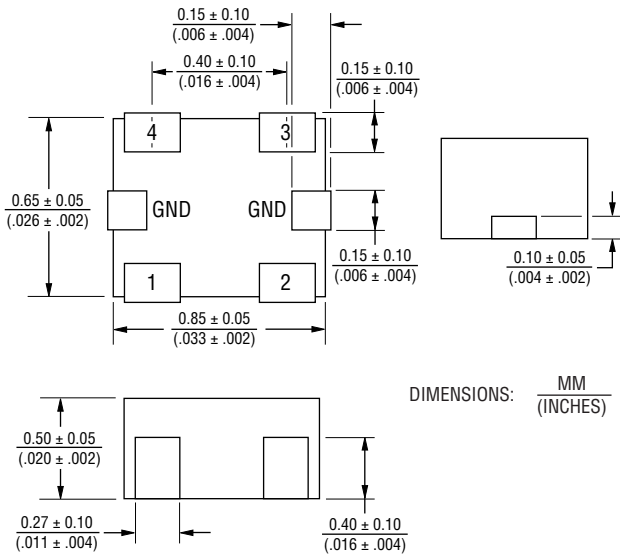 0.15 ± 0.10
(.006 ± .004)
0.40 ± 0.10
(.016 ± .004)
0.15 ± 0.10
(.006 ± .004)
4
3
0.65 ± 0.05
(.026 ± .002)
GND
GND
0.15 ± 0.10
(.006 ± .004)
0.10 ± 0.05
(.004 ± .002)
1
2
0.85 ± 0.05
(.033 ± .002)
DIMENSIONS: MM
(INCHES)
0.50 ± 0.05
(.020 ± .002)
0.27 ± 0.10
(.011 ± .004)
0.40 ± 0.10
(.016 ± .004)